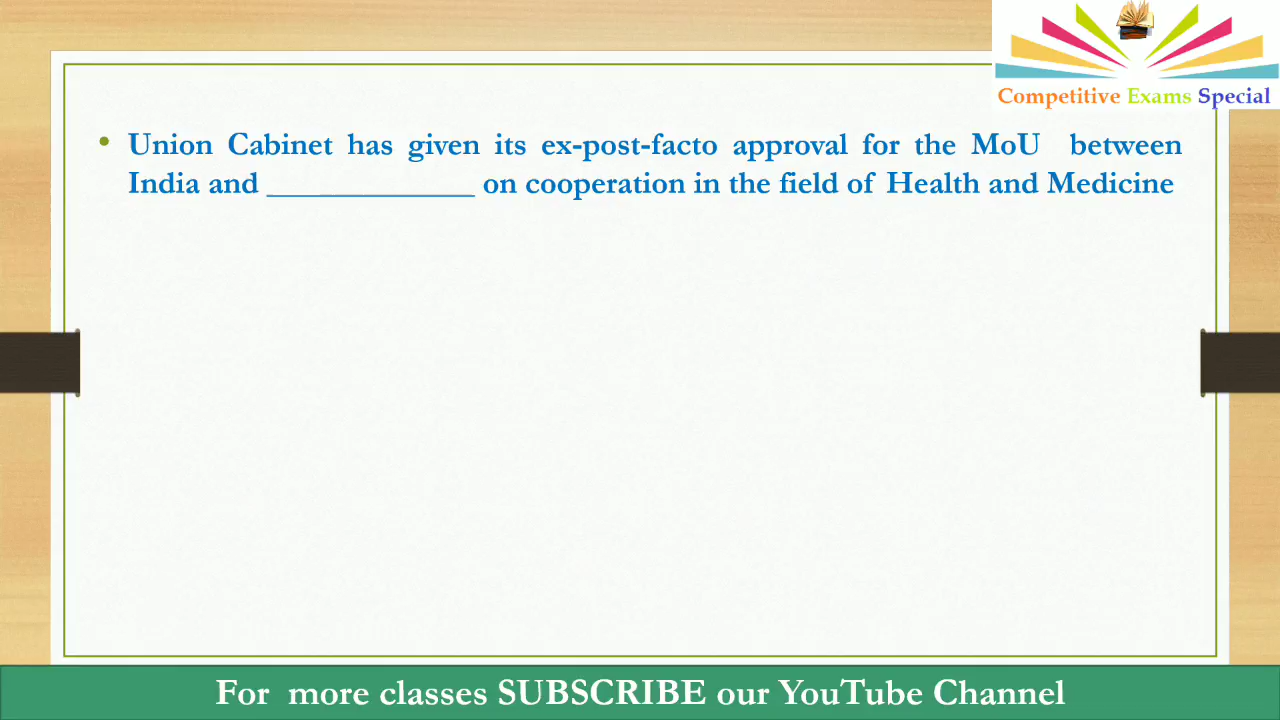 Competitive Exams Special
• Union Cabinet has given its ex-post-facto approval for the MoU between
India and ______________ on cooperation in the field of Health and Medicine
For more classes SUBSCRIBE our YouTube Channel